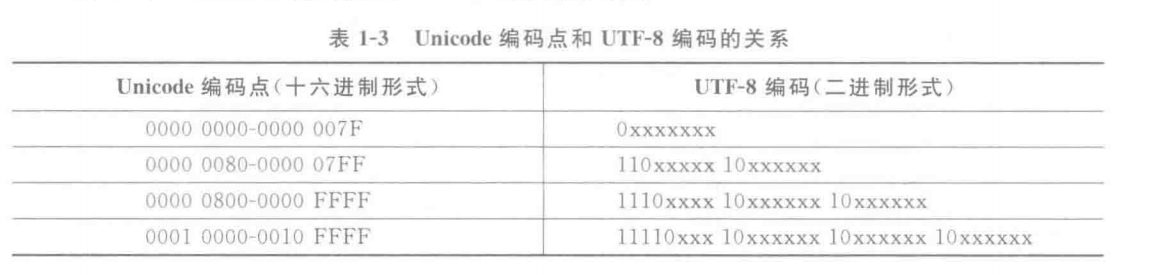 表 1-3 Unicode 编码点和 UTF-8 编码的关系
Unicode 编码点(十六进制形式) UTF-8 编码(二进制形式)
0000 0000-0000 007F 0xxxxxxx
0000 0080-0000 07FF 110xxxxx 10xxxxxx
0000 0800-0000 FFFF 1110xxxx 10xxxxxx 10xxxxxx
0001 0000-0010 FFFF 11110xxx 10xxxxxx 10xxxxxx 10xxxxxx